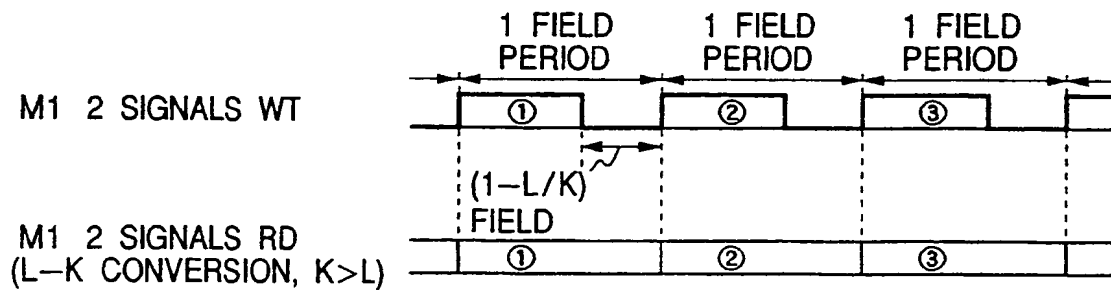 1 FIELD PERIOD
1 FIELD PERIOD
1 FIELD PERIOD
M1 2 SIGNALS WT
①
②
③
(1-L/K) FIELD
M1 2 SIGNALS RD
(L-K CONVERSION, K>L)
①
②
③